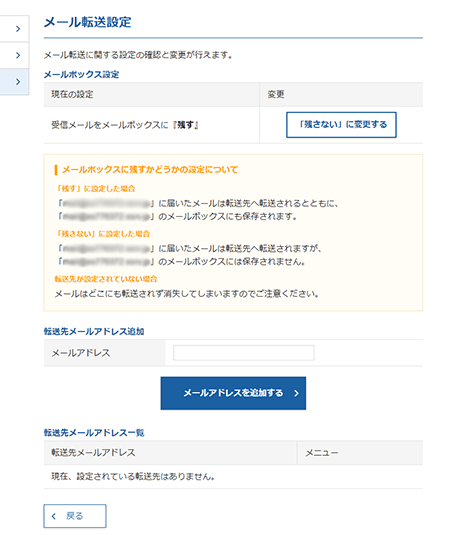 メール転送設定
メール転送に関する設定の確認と変更が行えます。
メールボックス設定
現在の設定 変更
受信メールをメールボックスに『残す』 「残さない」に変更する
メールボックスに残すかどうかの設定について
「残す」に設定した場合
「 」に届いたメールは転送先へ転送されるとともに、
「 」のメールボックスにも保存されます。
「残さない」に設定した場合
「 」に届いたメールは転送先へ転送されますが、
「 」のメールボックスには保存されません。
転送先が設定されていない場合
メールはどこにも転送されず消失してしまいますのでご注意ください。
転送先メールアドレス追加
メールアドレス
メールアドレスを追加する
転送先メールアドレス一覧
転送先メールアドレス メニュー
現在、設定されている転送先はありません。
戻る